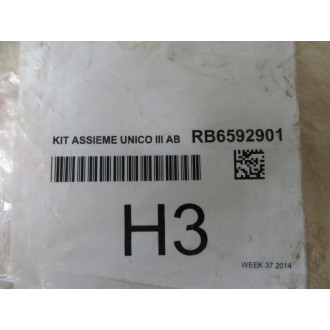 KIT ASSIEME UNICO III AB RB6592901
H3
WEEK 37 2014